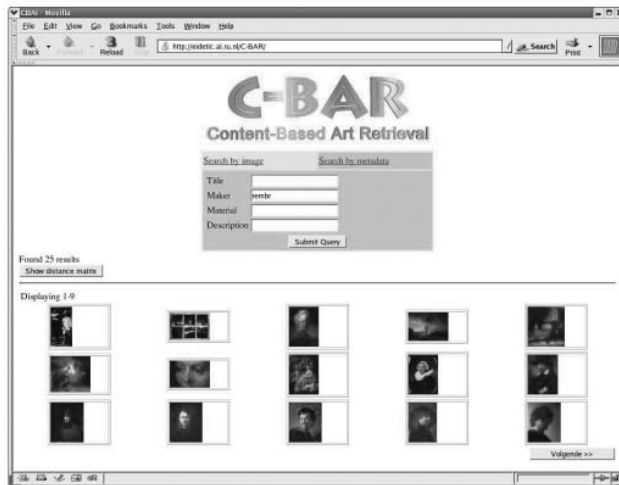 CBAR - Mozilla
File Edit View Go Bookmarks Tools Window Help
Back Reload http://eidetic.ai.ru.nl/C-BAR/ Search Print
C-BAR
Content-Based Art Retrieval
Search by image Search by metadata
Title
Maker rembr
Material
Description
Submit Query
Found 25 results
Show distance matrix
Displaying 1-9
Volgende >>